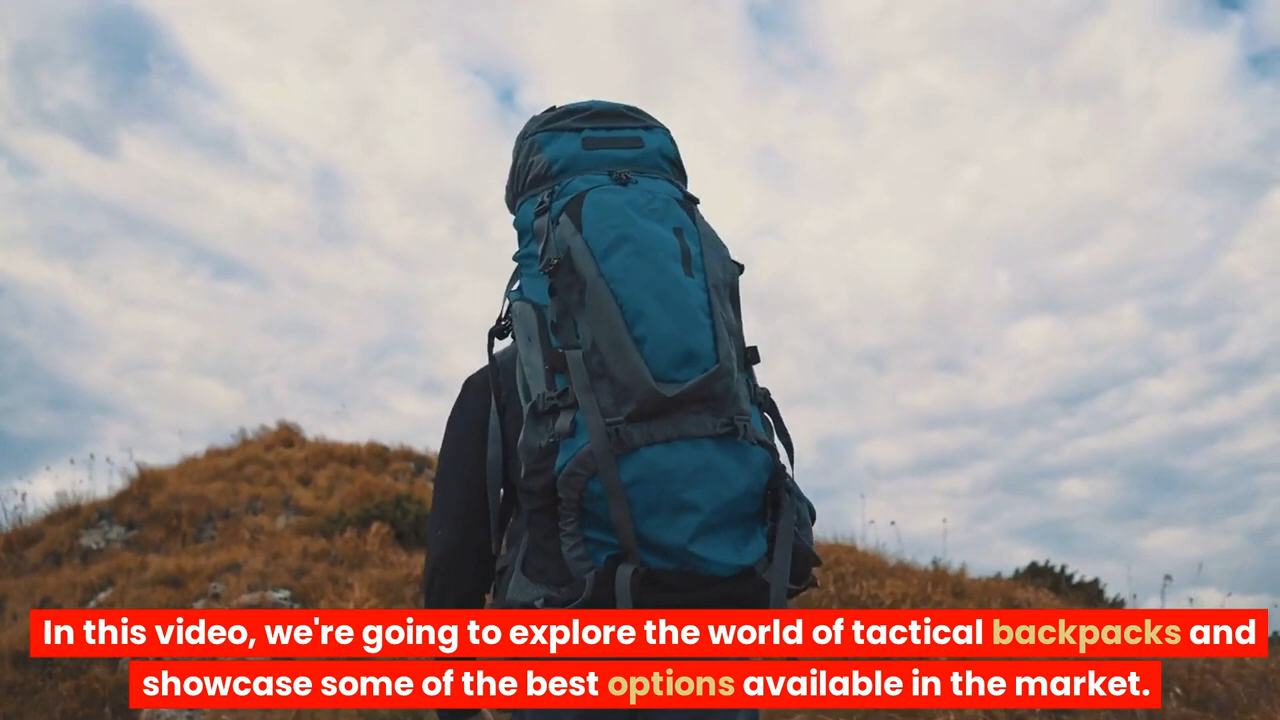 In this video, we're going to explore the world of tactical backpacks and
showcase some of the best options available in the market.